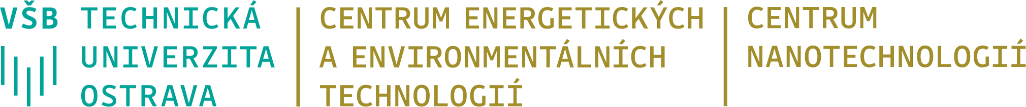 VŠB TECHNICKÁ
UNIVERZITA
OSTRAVA
CENTRUM ENERGETICKÝCH
A ENVIRONMENTÁLNÍCH
TECHNOLOGIÍ
CENTRUM
NANOTECHNOLOGIÍ